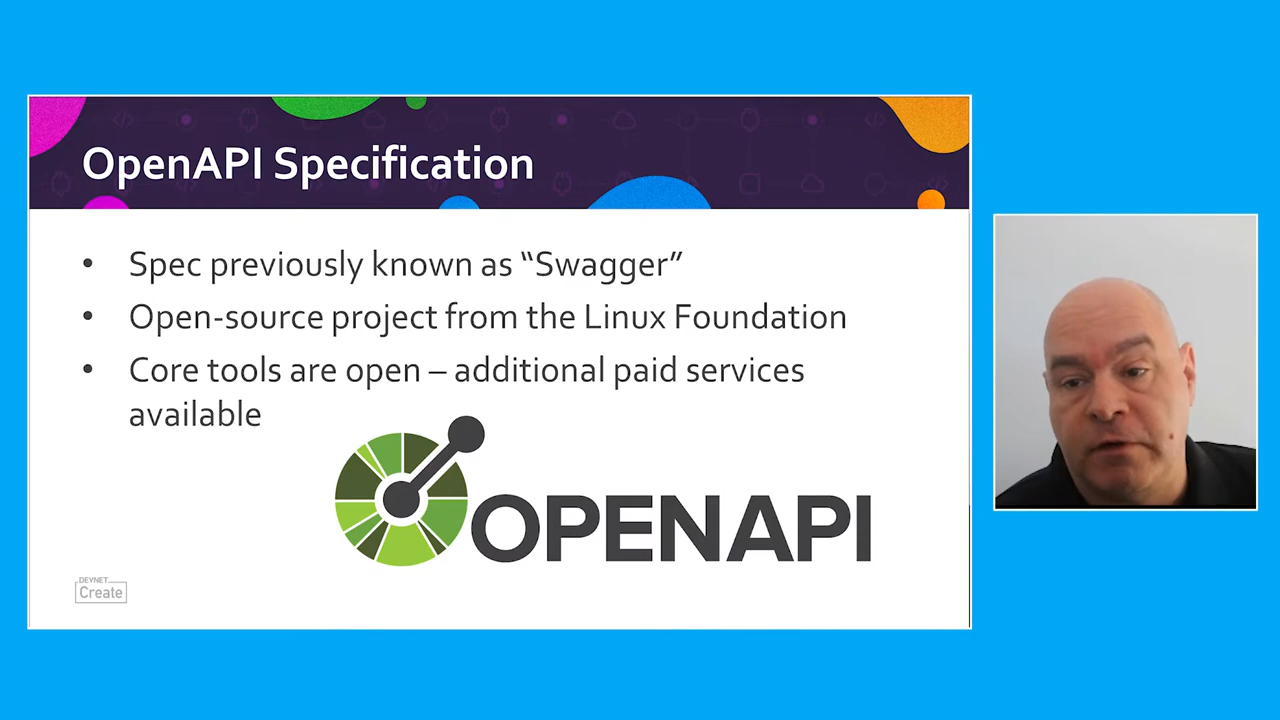 OpenAPI Specification
• Spec previously known as “Swagger”
• Open-source project from the Linux Foundation
• Core tools are open – additional paid services
available
OPENAPI
DEVNET
Create